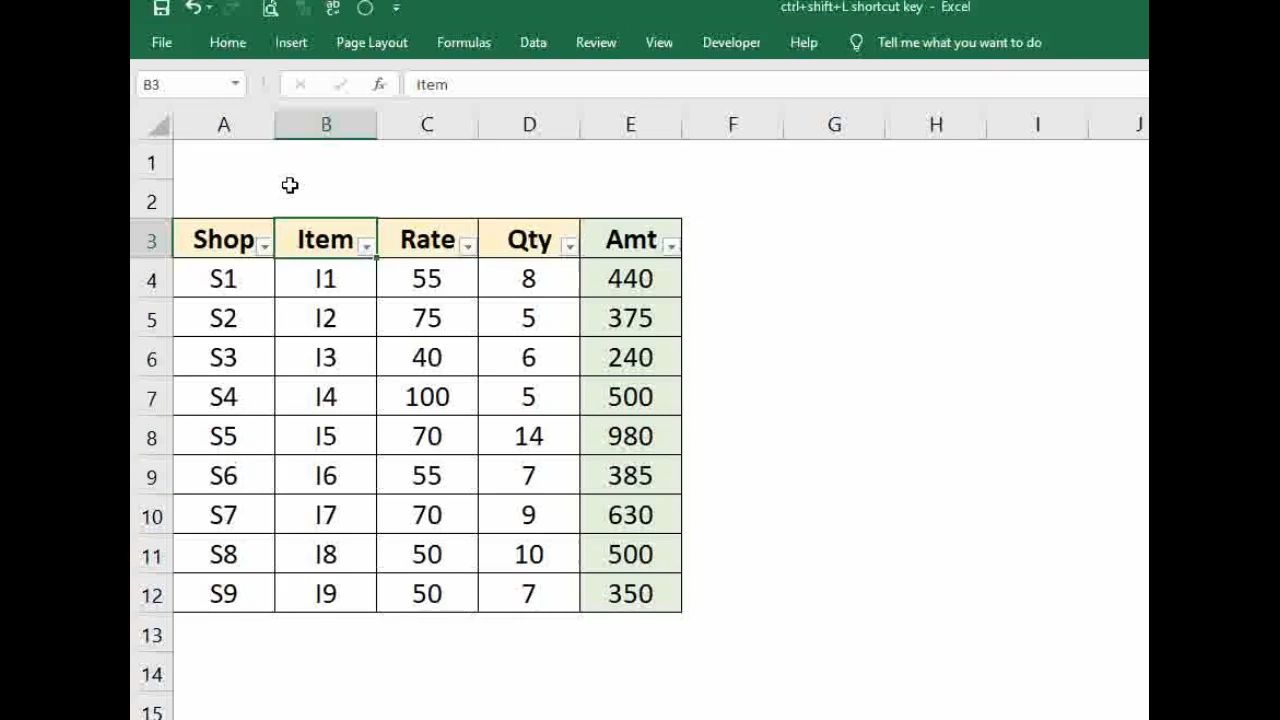 ctrl+shift+L shortcut key - Excel
File Home Insert Page Layout Formulas Data Review View Developer Help Tell me what you want to do
B3 fx Item
A B C D E F G H I J
1
2
3 Shop Item Rate Qty Amt
4 S1 I1 55 8 440
5 S2 I2 75 5 375
6 S3 I3 40 6 240
7 S4 I4 100 5 500
8 S5 I5 70 14 980
9 S6 I6 55 7 385
10 S7 I7 70 9 630
11 S8 I8 50 10 500
12 S9 I9 50 7 350
13
14
15